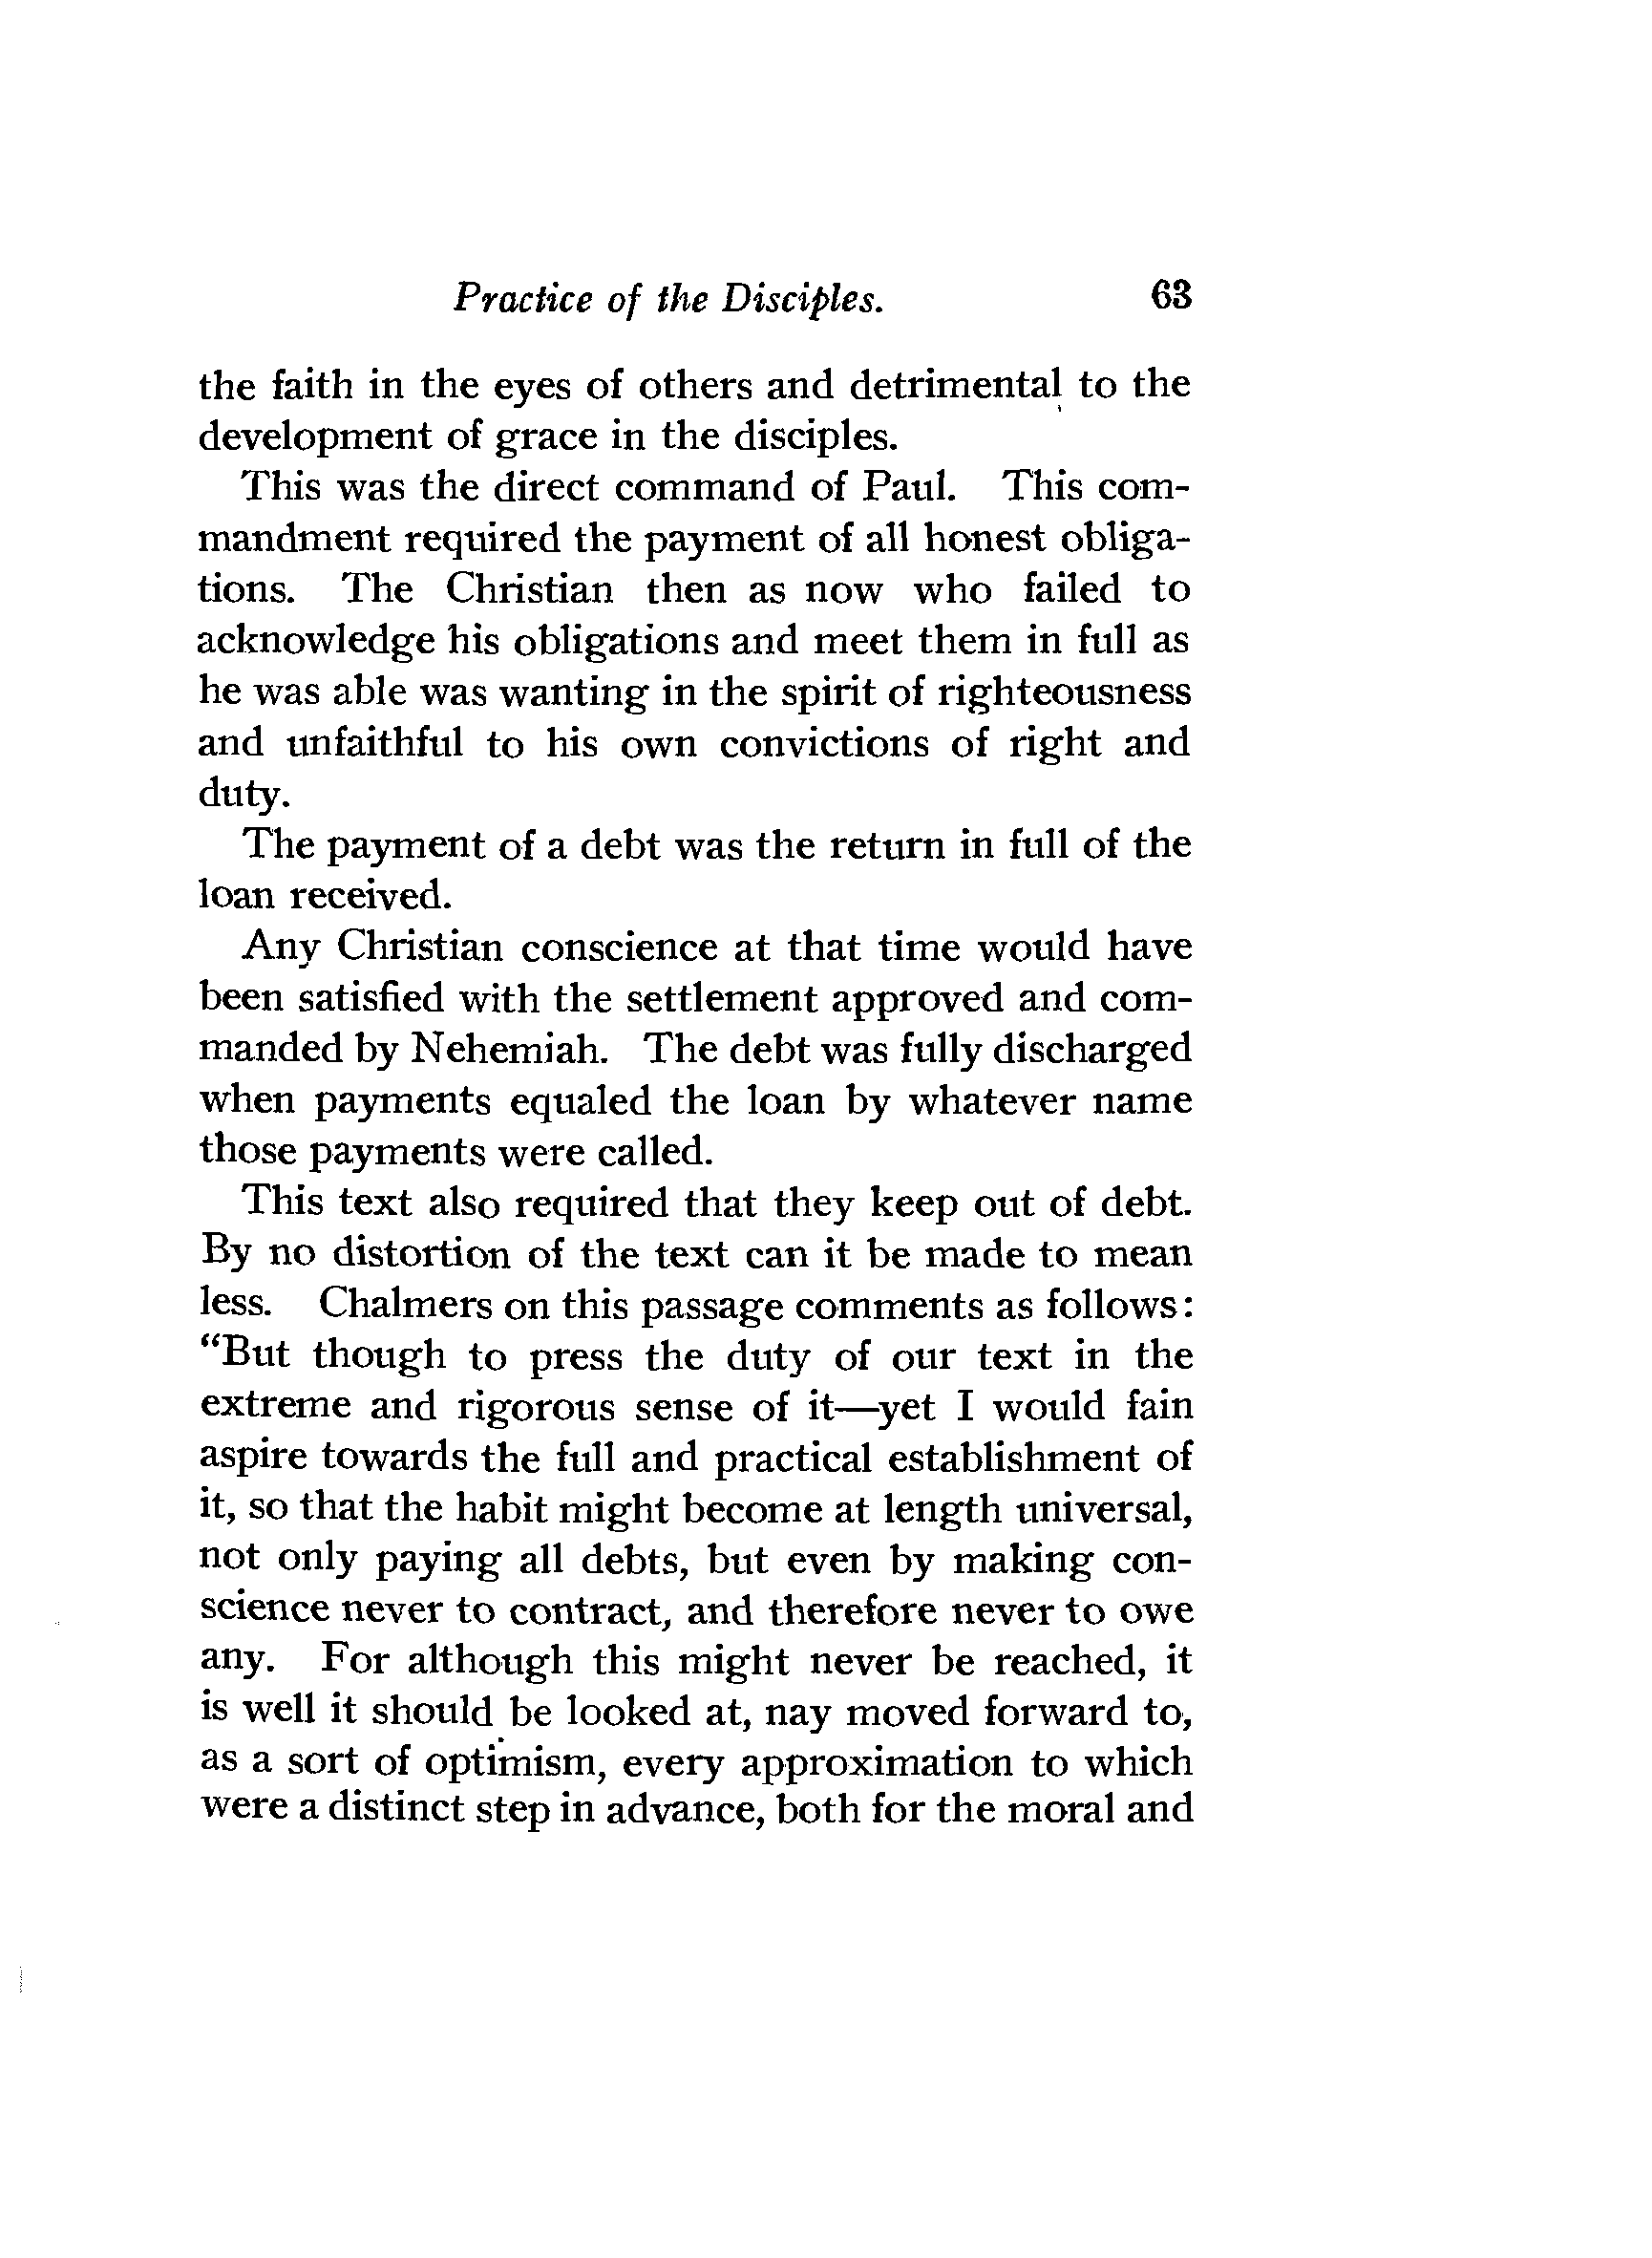 Practice of the Disciples. 63
the faith in the eyes of others and detrimental to the
development of grace in the disciples.
This was the direct command of Paul. This com-
mandment required the payment of all honest obliga-
tions. The Christian then as now who failed to
acknowledge his obligations and meet them in full as
he was able was wanting in the spirit of righteousness
and unfaithful to his own convictions of right and
duty.
The payment of a debt was the return in full of the
loan received.
Any Christian conscience at that time would have
been satisfied with the settlement approved and com-
manded by Nehemiah. The debt was fully discharged
when payments equaled the loan by whatever name
those payments were called.
This text also required that they keep out of debt.
By no distortion of the text can it be made to mean
less. Chalmers on this passage comments as follows:
“But though to press the duty of our text in the
extreme and rigorous sense of it—yet I would fain
aspire towards the full and practical establishment of
it, so that the habit might become at length universal,
not only paying all debts, but even by making con-
science never to contract, and therefore never to owe
any. For although this might never be reached, it
is well it should be looked at, nay moved forward to,
as a sort of optimism, every approximation to which
were a distinct step in advance, both for the moral and